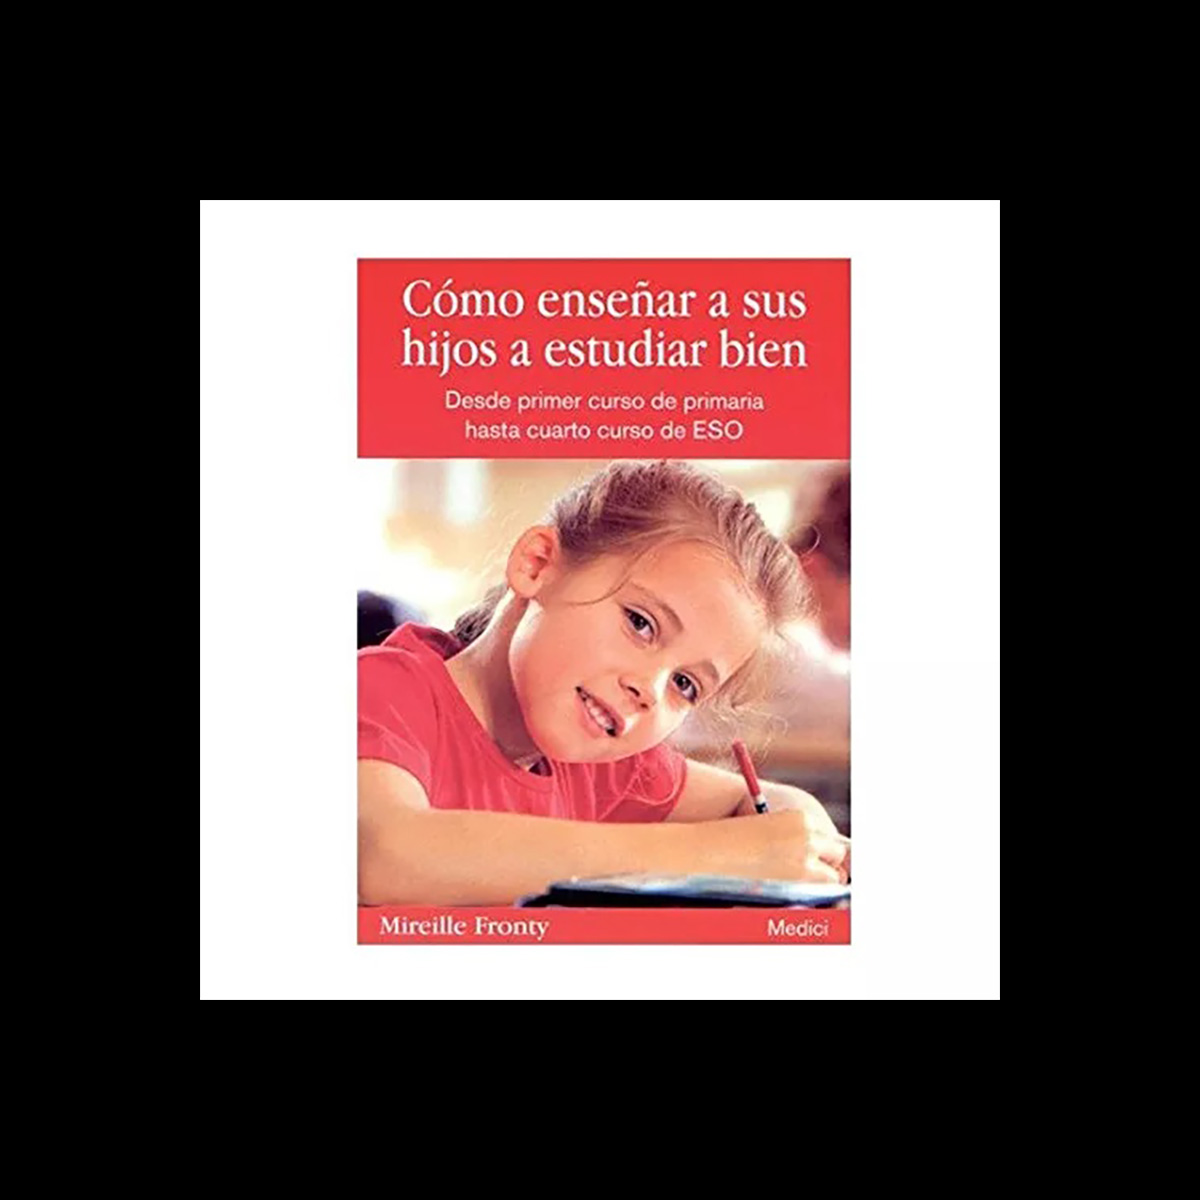 Cómo enseñar a sus
hijos a estudiar bien
Desde primer curso de primaria
hasta cuarto curso de ESO
Mireille Fronty
Medici